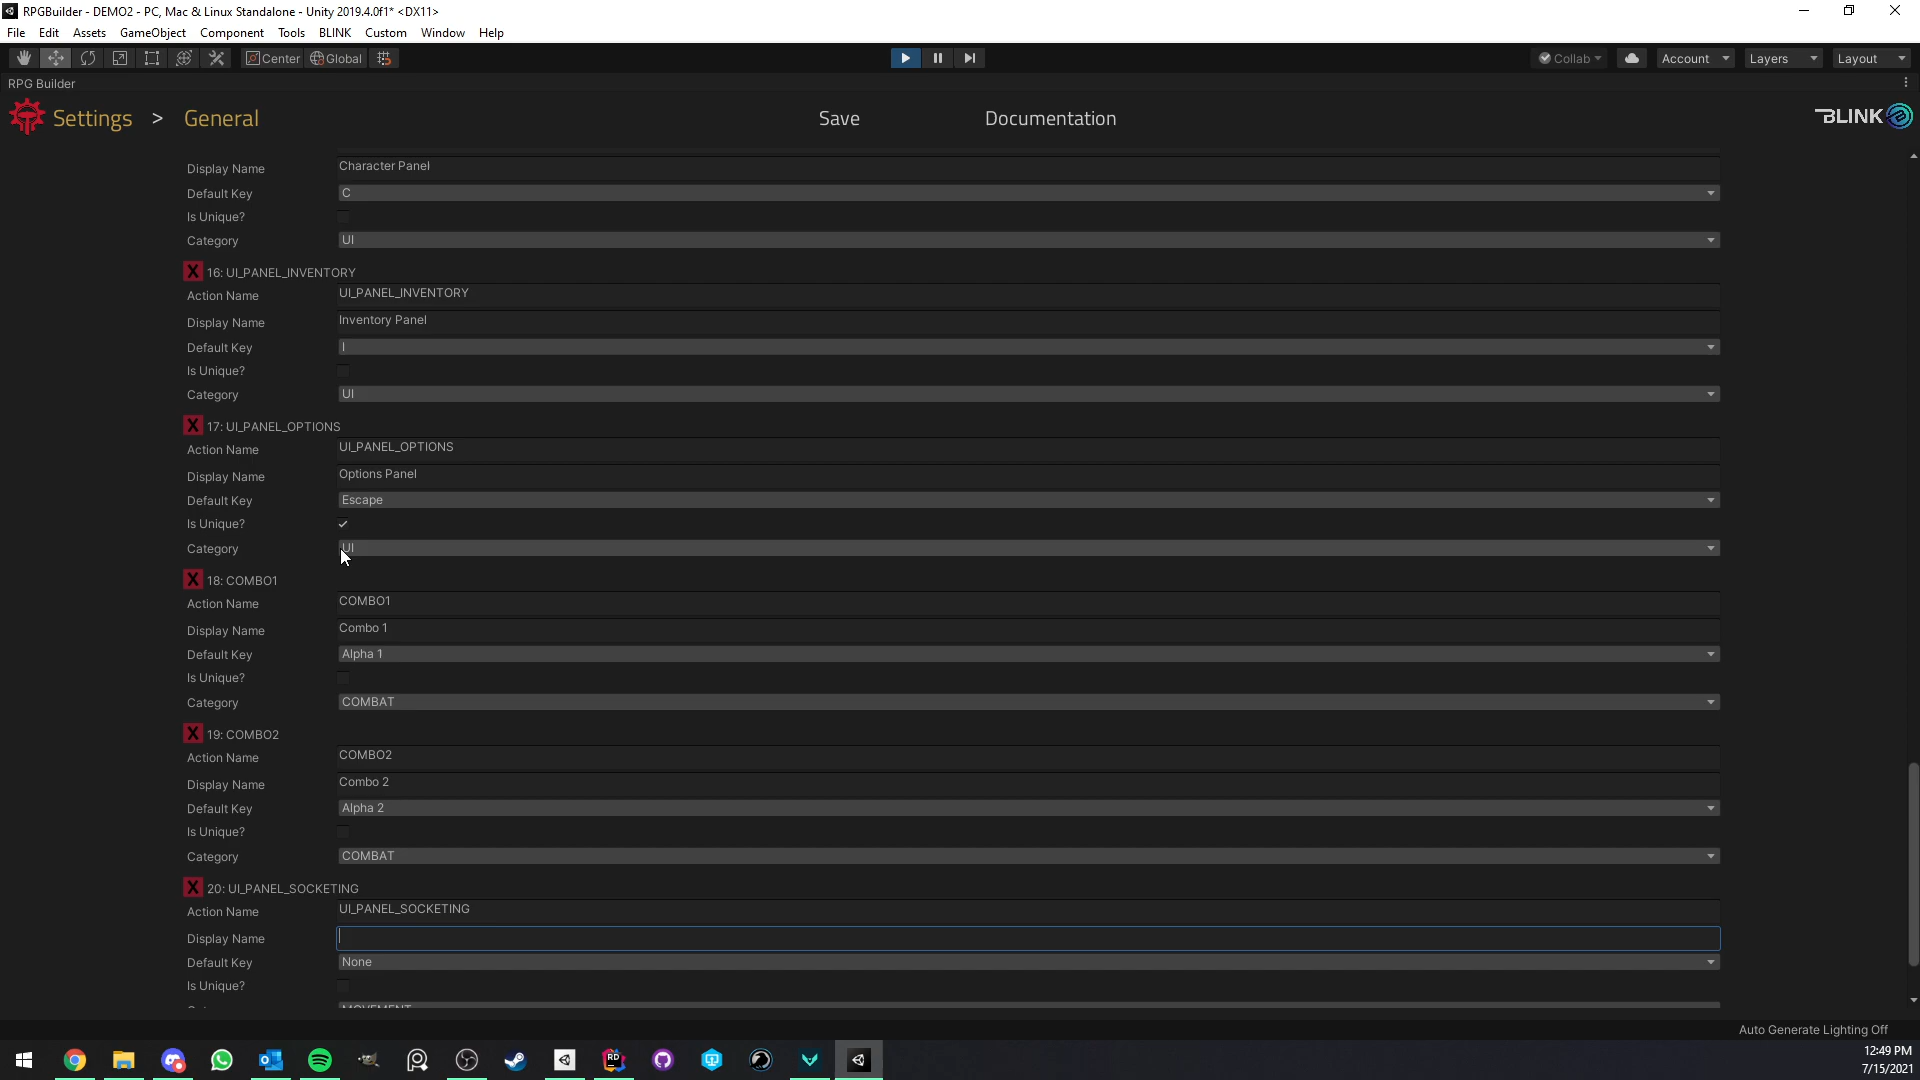 RPGBuilder - DEMO2 - PC, Mac & Linux Standalone - Unity 2019.4.0f1* <DX11>
File Edit Assets GameObject Component Tools BLINK Custom Window Help
Center Global Collab Account Layers Layout
RPG Builder
Settings > General Save Documentation BLINK
Display Name Character Panel
Default Key C
Is Unique?
Category UI
X 16: UI_PANEL_INVENTORY
Action Name UI_PANEL_INVENTORY
Display Name Inventory Panel
Default Key I
Is Unique?
Category UI
X 17: UI_PANEL_OPTIONS
Action Name UI_PANEL_OPTIONS
Display Name Options Panel
Default Key Escape
Is Unique?
Category UI
X 18: COMBO1
Action Name COMBO1
Display Name Combo 1
Default Key Alpha 1
Is Unique?
Category COMBAT
X 19: COMBO2
Action Name COMBO2
Display Name Combo 2
Default Key Alpha 2
Is Unique?
Category COMBAT
X 20: UI_PANEL_SOCKETING
Action Name UI_PANEL_SOCKETING
Display Name
Default Key None
Is Unique?
Auto Generate Lighting Off
RD
12:49 PM
7/15/2021